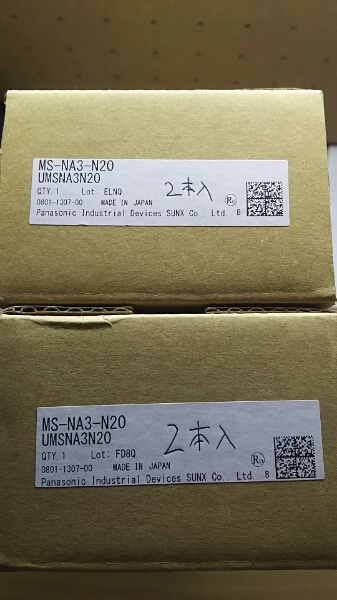 MS-NA3-N20
UMSNA3N20
QTY.1 Lot: ELNQ 2本入
0801-1307-00 MADE IN JAPAN
Panasonic Industrial Devices SUNX Co., Ltd. B
MS-NA3-N20
UMSNA3N20
QTY.1 Lot: FD8Q 2本入
0801-1307-00 MADE IN JAPAN
Panasonic Industrial Devices SUNX Co., Ltd. B